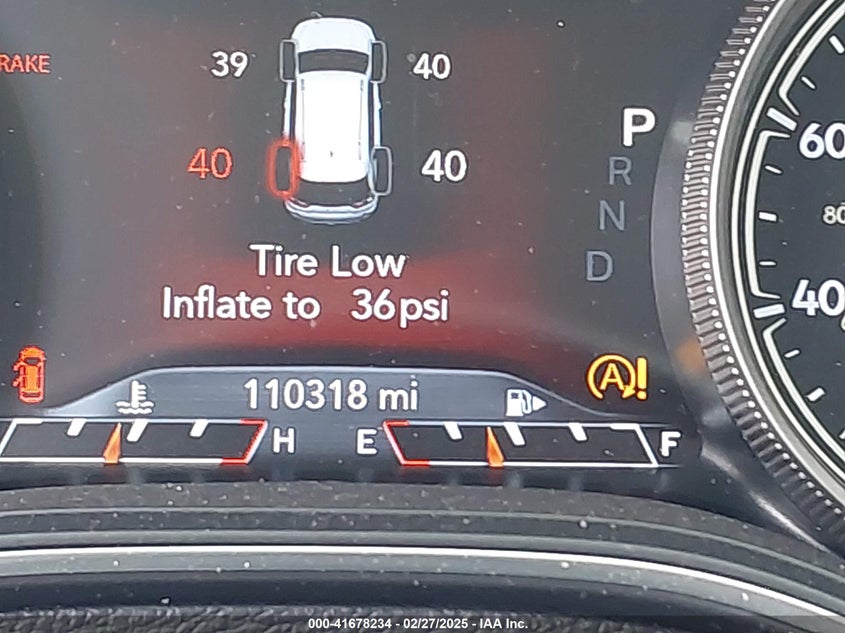 39 40
RAKE
P
60
40 40
R
80
N
Tire Low
D
Inflate to 36psi
40
A!
110318 mi
H E F
000-41678234 - 02/27/2025 - IAA Inc.